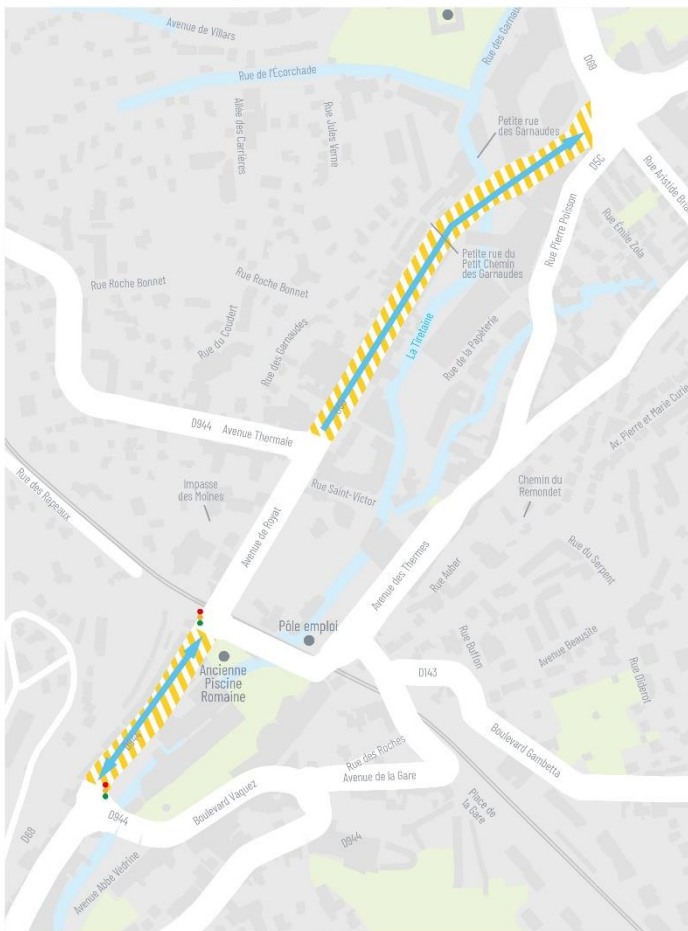 Avenue de Villars
Rue de l'Écorchade
Rue des Garnaudes
D69
Allée des Carrières
Rue Jules Verne
Petite rue
des Garnaudes
D5C
Rue Aristide Bria
Rue Pierre Poisson
Rue Émile Zola
Petite rue du
Petit Chemin
des Garnaudes
Rue Roche Bonnet
Rue Roche Bonnet
Rue du Coudert
Rue des Garnaudes
La Tiretaine
Rue de la Papèterie
Av. Pierre et Marie Curie
D944
Avenue Thermale
Rue des Rapeaux
Impasse
des Moines
Rue Saint-Victor
Chemin du
Remondet
Avenue de Royat
Avenue des Thermes
Rue Auber
Rue du Serpent
Pôle emploi
Rue Buffon
Avenue Beausite
Ancienne
Piscine
Romaine
D143
Rue Diderot
Boulevard Gambetta
Rue des Roches
Avenue de la Gare
Boulevard Vaquez
Place de
la Gare
D944
D68
D944
Avenue Abbé Védrine